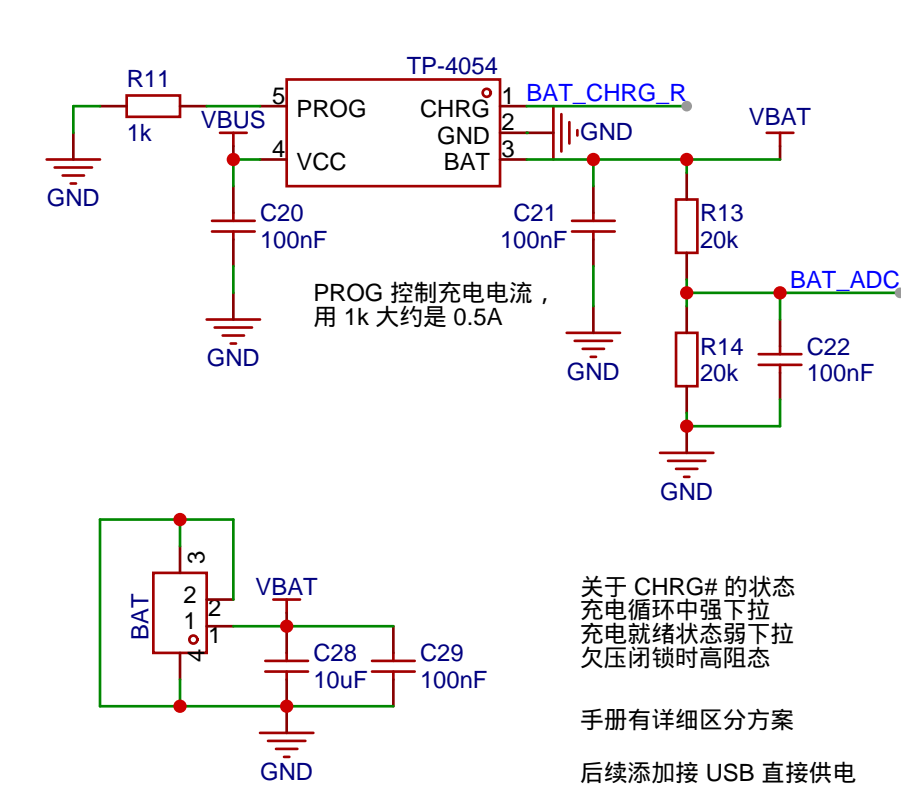 TP-4054
R11
1k
5
PROG
CHRG
1
BAT_CHRG_R
VBUS
GND
2
GND
VBAT
4
VCC
BAT
3
GND
C20
100nF
C21
100nF
R13
20k
BAT_ADC
PROG 控制充电电流，
用 1k 大约是 0.5A
GND
GND
R14
20k
C22
100nF
GND
3
BAT
2
2
1
1
4
VBAT
C28
10uF
C29
100nF
GND
关于 CHRG# 的状态
充电循环中强下拉
充电就绪状态弱下拉
欠压闭锁时高阻态
手册有详细区分方案
后续添加接 USB 直接供电